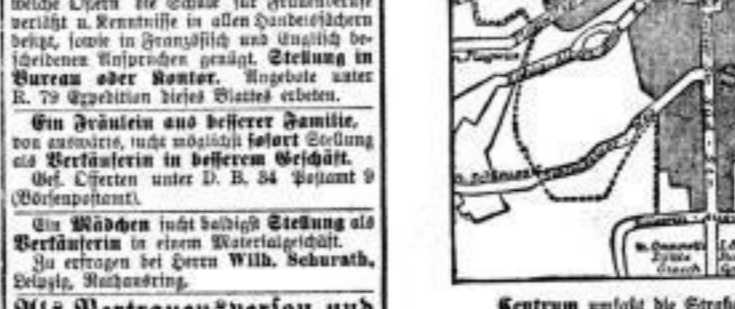 welche Ostern die Schule für Frauenberufe
verläßt u. Kenntnisse in allen Handelsfächern
besitzt, sowie in Französisch und Englisch be-
scheidenen Ansprüchen genügt, Stellung in
Bureau oder Kontor. Angebote unter
R. 79 Expedition dieses Blattes erbeten.
Ein Fräulein aus besserer Familie,
von auswärts, sucht möglichst sofort Stellung
als Verkäuferin in besserem Geschäft.
Gef. Offerten unter D. B. 84 Postamt 9
(Börsenpostamt).
Ein Mädchen sucht baldigst Stellung als
Verkäuferin in einem Materialgeschäft.
Zu erfragen bei Herrn Wilh. Schurath,
Leipzig, Rathausring.
Als Vertrauensperson und
Centrum umfaßt die Straße